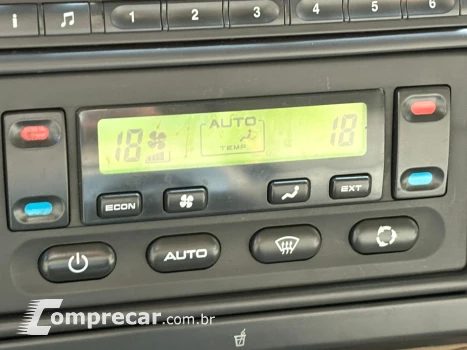 i 1 2 3 4 5 6
AUTO
18 18
TEMP
ECON EXT
AUTO
Comprecar.com.br